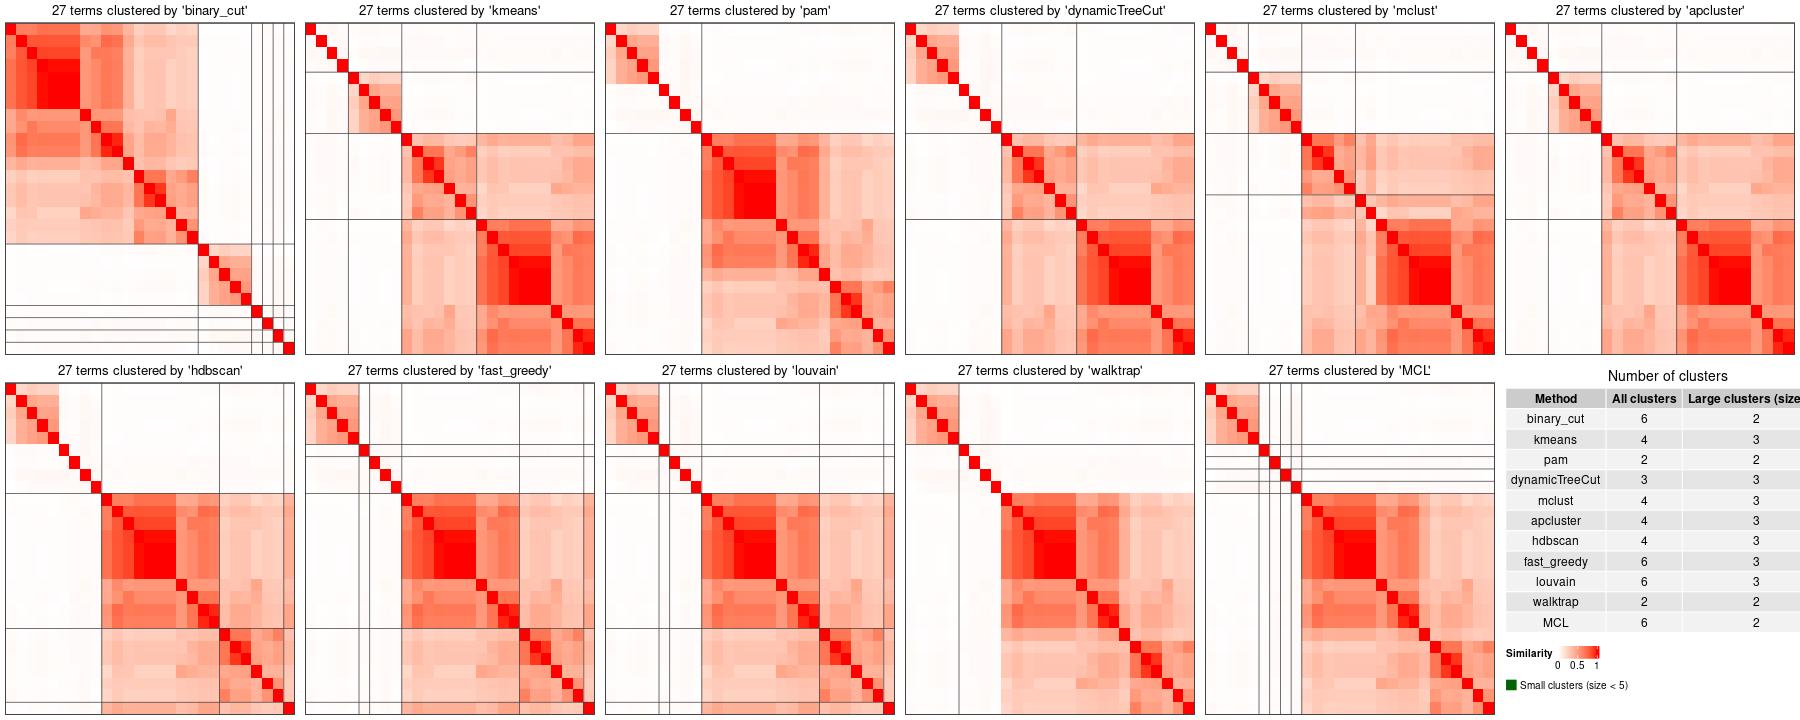 27 terms clustered by 'binary_cut'
27 terms clustered by 'kmeans'
27 terms clustered by 'pam'
27 terms clustered by 'dynamicTreeCut'
27 terms clustered by 'mclust'
27 terms clustered by 'apcluster'
27 terms clustered by 'hdbscan'
27 terms clustered by 'fast_greedy'
27 terms clustered by 'louvain'
27 terms clustered by 'walktrap'
27 terms clustered by 'MCL'
Number of clusters
Method All clusters Large clusters (size
binary_cut 6 2
kmeans 4 3
pam 2 2
dynamicTreeCut 3 3
mclust 4 3
apcluster 4 3
hdbscan 4 3
fast_greedy 6 3
louvain 6 3
walktrap 2 2
MCL 6 2
Similarity
0 0.5 1
Small clusters (size < 5)